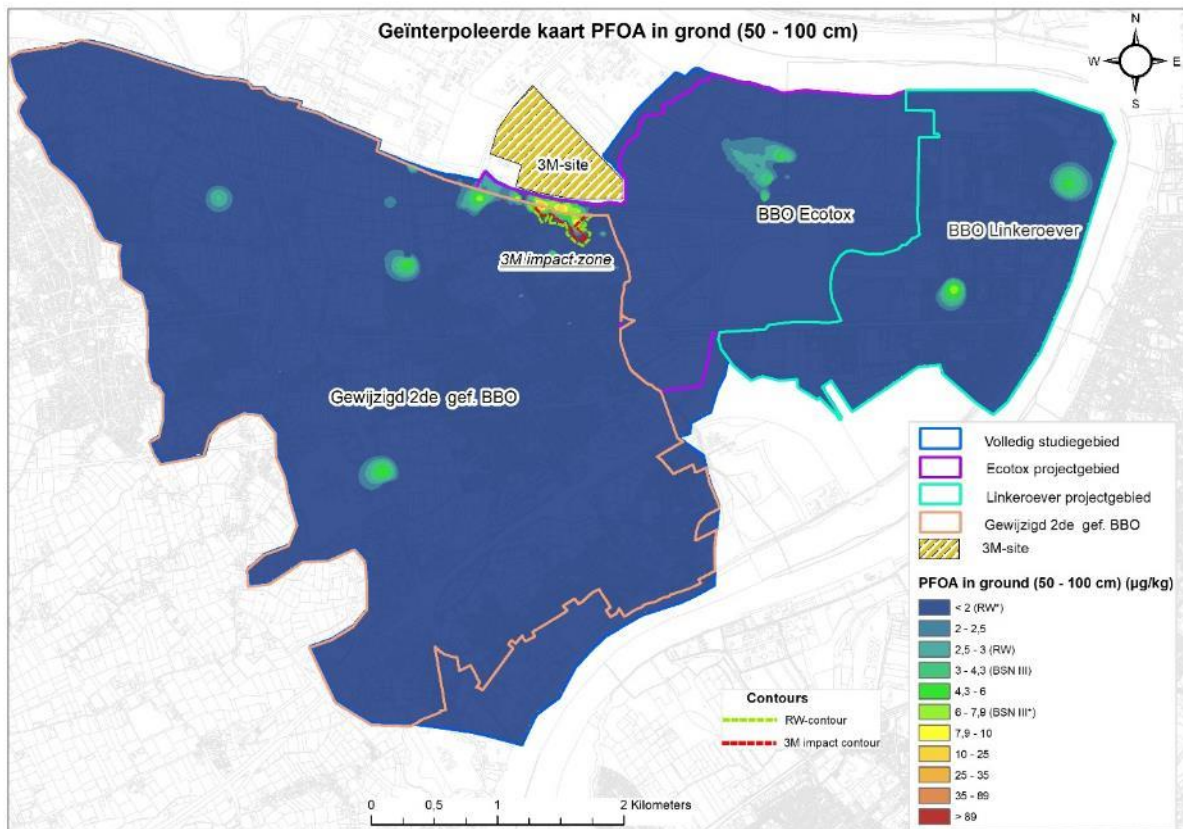 Geïnterpoleerde kaart PFOA in grond (50 - 100 cm)
N
W
E
S
3M-site
BBO Ecotox
BBO Linkeroever
3M impact zone
Gewijzigd 2de gef. BBO
Volledig studiegebied
Ecotox projectgebied
Linkeroever projectgebied
Gewijzigd 2de gef. BBO
3M-site
PFOA in ground (50 - 100 cm) (µg/kg)
< 2 (RW*)
2 - 2,5
2,5 - 3 (RW)
3 - 4,3 (BSN III)
4,3 - 6
6 - 7,9 (BSN III*)
7,9 - 10
10 - 25
25 - 35
35 - 89
> 89
Contours
RW-contour
3M impact contour
0 0,5 1 2 Kilometers